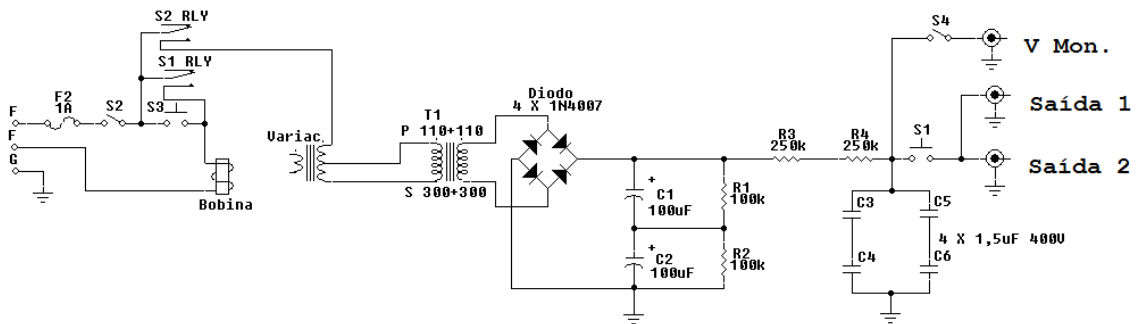 S2 RLY
S1 RLY
F2
1A
S2
S3
F
F
G
Bobina
Variac.
T1
P 110+110
S 300+300
Diodo
4 X 1N4007
+
C1
100uF
+
C2
100uF
R1
100k
R2
100k
R3
250k
R4
250k
S4
S1
V Mon.
Saída 1
Saída 2
C3
C5
4 X 1,5uF 400V
C4
C6